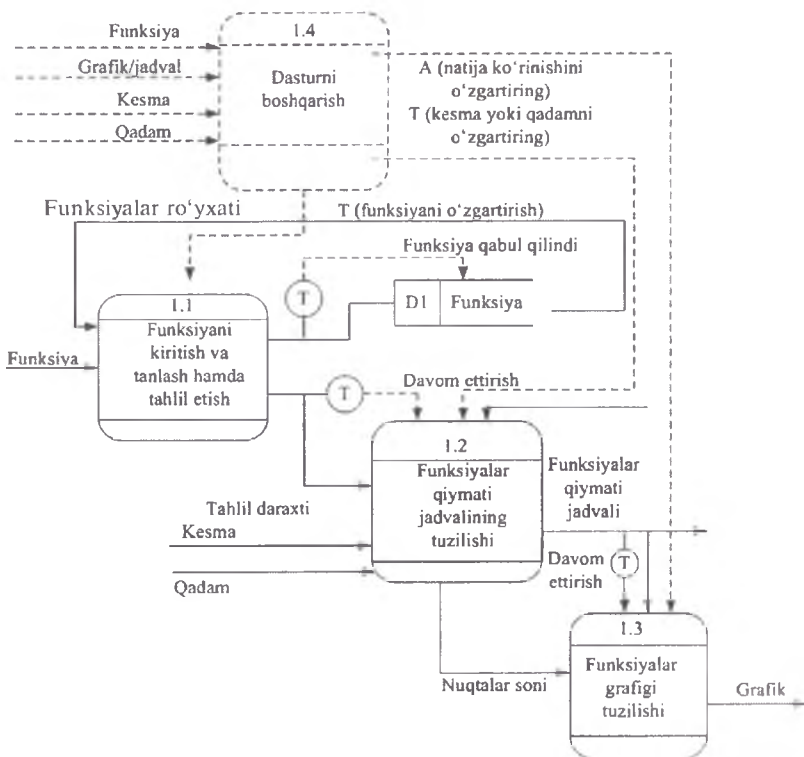 Funksiya
Grafik/jadval
Kesma
Qadam
1.4
Dasturni
boshqarish
A (natija ko‘rinishini
o‘zgartiring)
T (kesma yoki qadamni
o‘zgartiring)
Funksiyalar ro‘yxati
T (funksiyani o‘zgartirish)
Funksiya qabul qilindi
T
D1 Funksiya
1.1
Funksiyani
kiritish va
tanlash hamda
tahlil etish
Funksiya
T
Davom ettirish
1.2
Funksiyalar
qiymati
jadvalining
tuzilishi
Tahlil daraxti
Kesma
Qadam
Funksiyalar
qiymati
jadvali
Davom
ettirish
T
1.3
Funksiyalar
grafigi
tuzilishi
Nuqtalar soni
Grafik